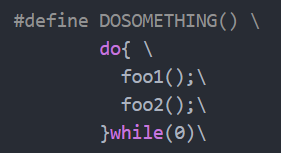 #define DOSOMETHING() \
do{ \
foo1();\
foo2();\
}while(0)\